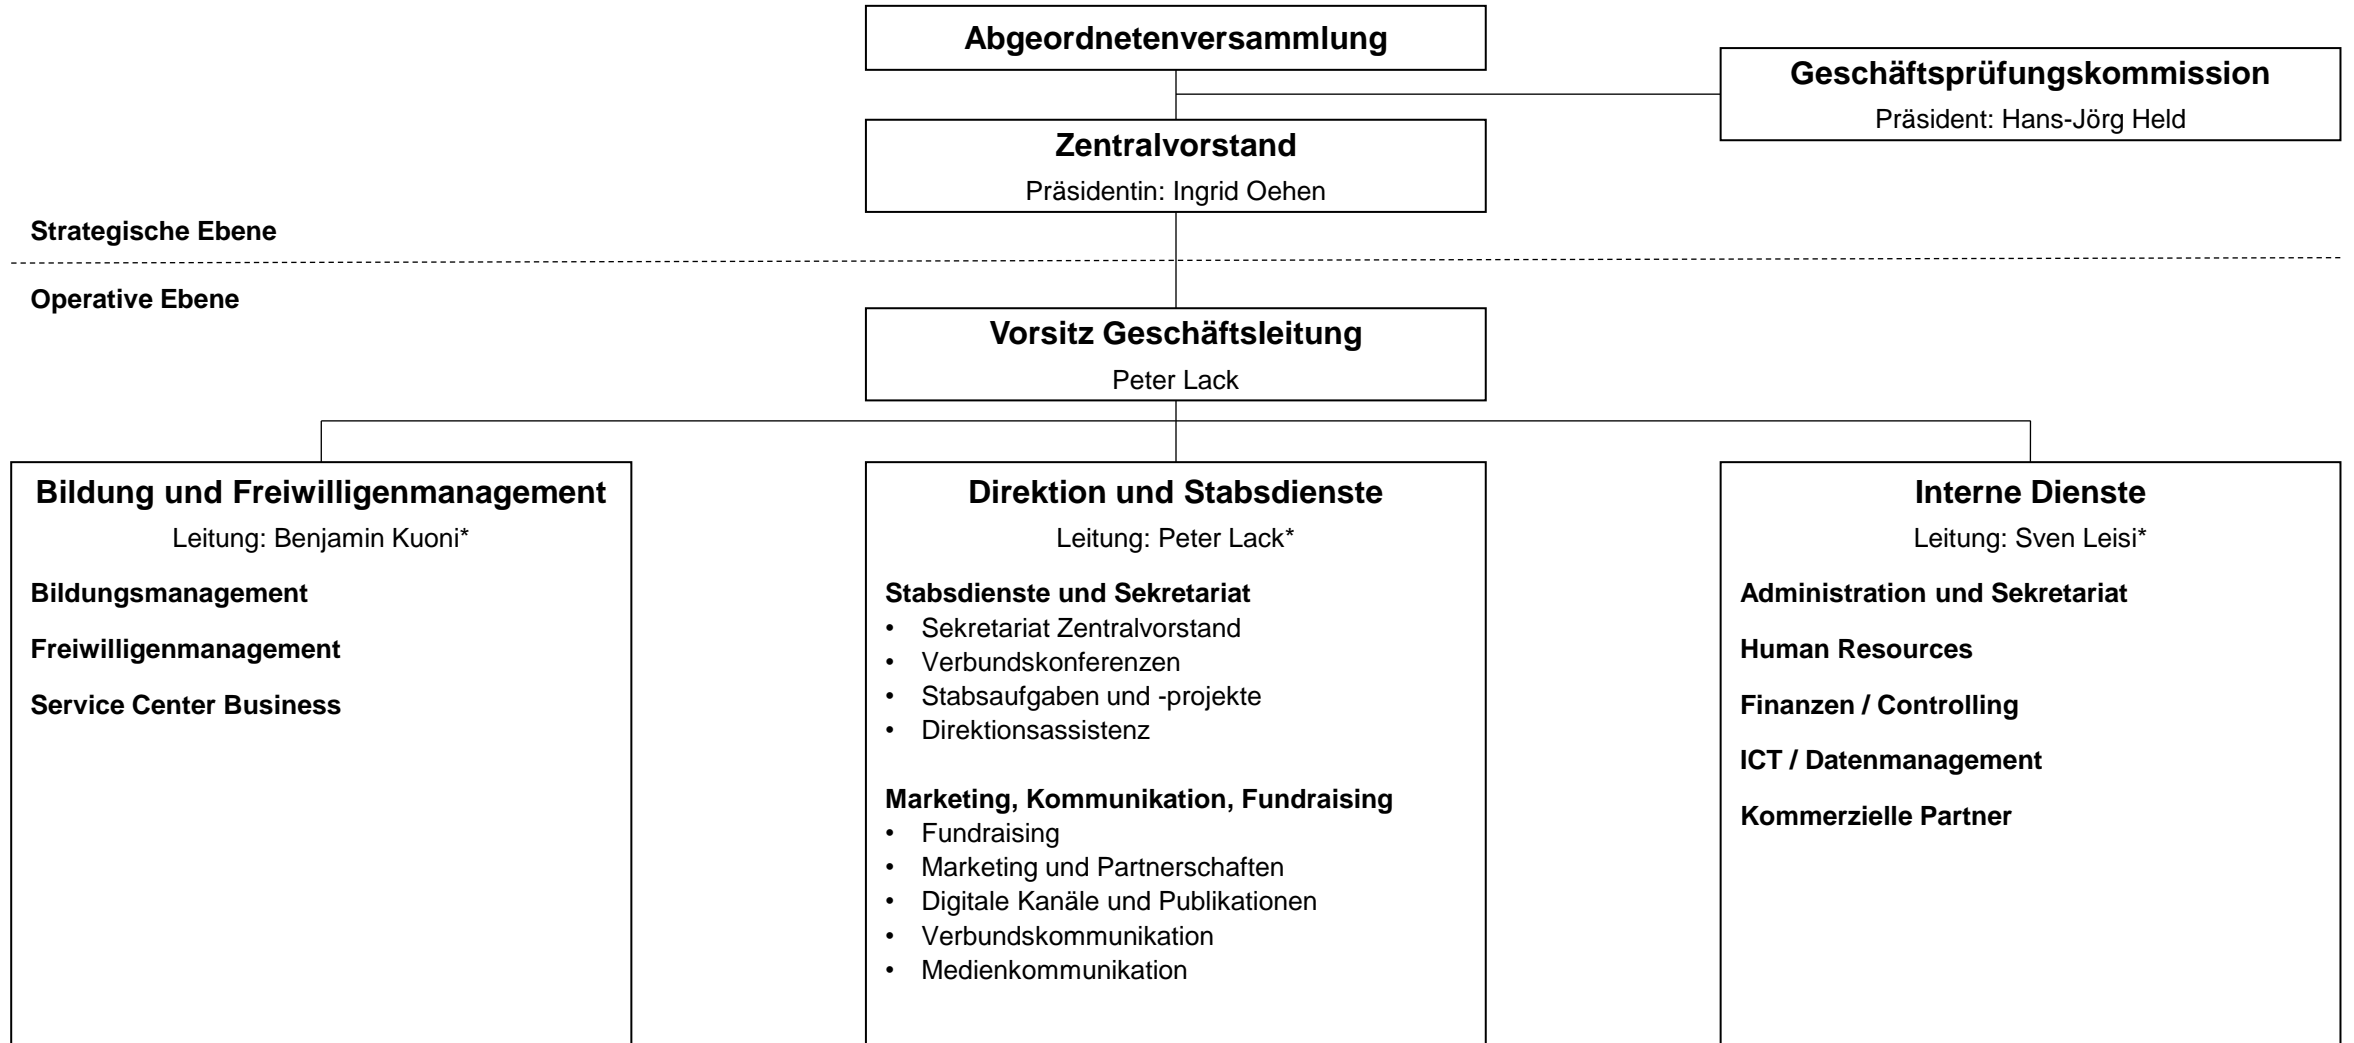 Abgeordnetenversammlung
Geschäftsprüfungskommission
Präsident: Hans-Jörg Held
Zentralvorstand
Präsidentin: Ingrid Oehen
Strategische Ebene
Operative Ebene
Vorsitz Geschäftsleitung
Peter Lack
Bildung und Freiwilligenmanagement
Leitung: Benjamin Kuoni*
Bildungsmanagement
Freiwilligenmanagement
Service Center Business
Direktion und Stabsdienste
Leitung: Peter Lack*
Stabsdienste und Sekretariat
• Sekretariat Zentralvorstand
• Verbundskonferenzen
• Stabsaufgaben und -projekte
• Direktionsassistenz
Marketing, Kommunikation, Fundraising
• Fundraising
• Marketing und Partnerschaften
• Digitale Kanäle und Publikationen
• Verbundskommunikation
• Medienkommunikation
Interne Dienste
Leitung: Sven Leisi*
Administration und Sekretariat
Human Resources
Finanzen / Controlling
ICT / Datenmanagement
Kommerzielle Partner